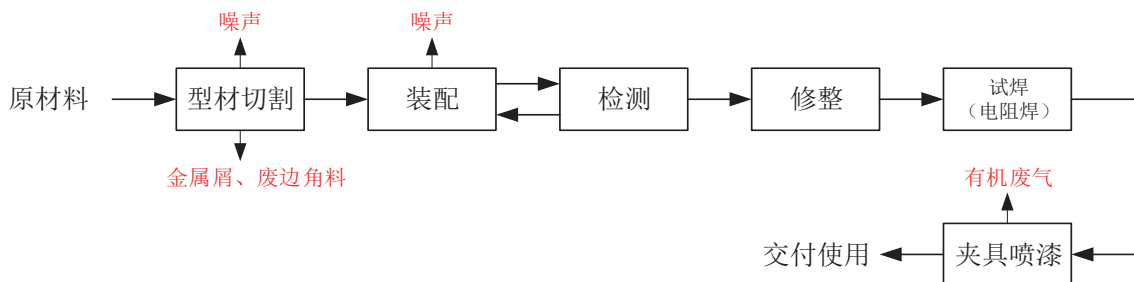 噪声
噪声
原材料
型材切割
装配
检测
修整
试焊
（电阻焊）
金属屑、废边角料
有机废气
交付使用
夹具喷漆